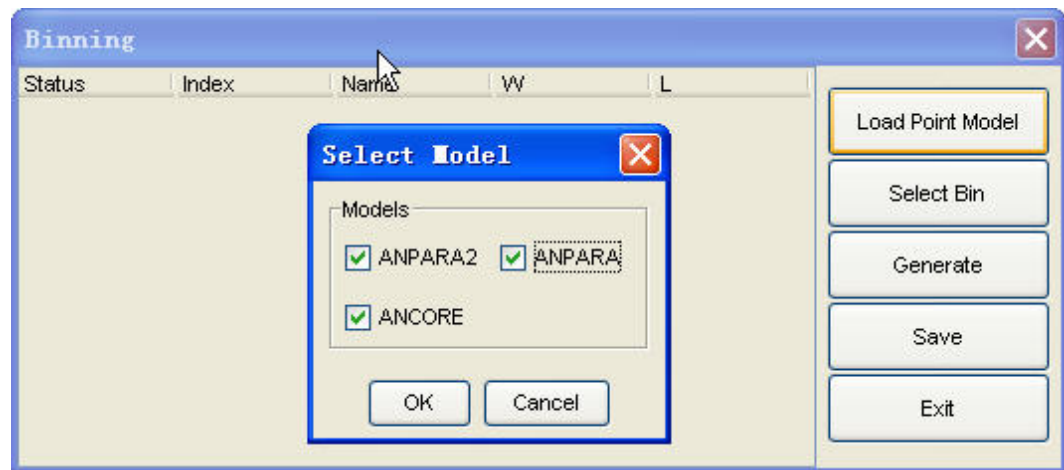 Binning
Status Index Name W L
Load Point Model
Select Model
Models
Select Bin
ANPARA2 ANPARA
Generate
ANCORE
Save
OK Cancel
Exit